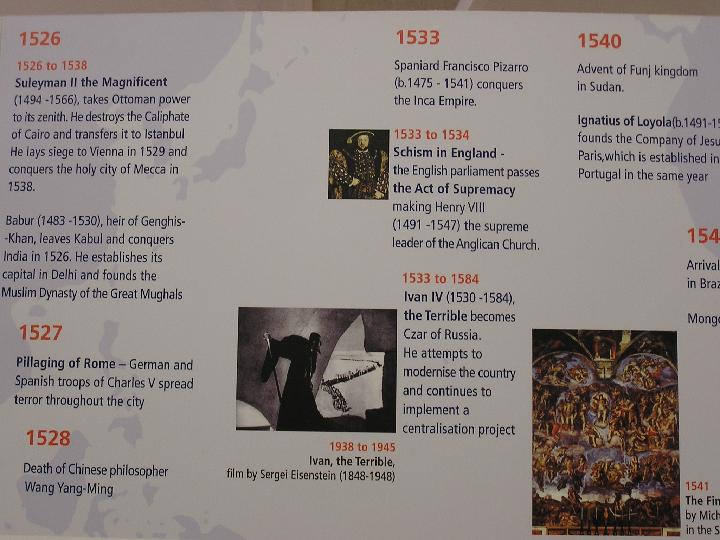 1526
1526 to 1538
Suleyman II the Magnificent
(1494 -1566), takes Ottoman power
to its zenith. He destroys the Caliphate
of Cairo and transfers it to Istanbul
He lays siege to Vienna in 1529 and
conquers the holy city of Mecca in
1538.
Babur (1483 -1530), heir of Genghis-
-Khan, leaves Kabul and conquers
India in 1526. He establishes its
capital in Delhi and founds the
Muslim Dynasty of the Great Mughals
1527
Pillaging of Rome – German and
Spanish troops of Charles V spread
terror throughout the city
1528
Death of Chinese philosopher
Wang Yang-Ming
1533
Spaniard Francisco Pizarro
(b.1475 - 1541) conquers
the Inca Empire.
1533 to 1534
Schism in England -
the English parliament passes
the Act of Supremacy
making Henry VIII
(1491 -1547) the supreme
leader of the Anglican Church.
1533 to 1584
Ivan IV (1530 -1584),
the Terrible becomes
Czar of Russia.
He attempts to
modernise the country
and continues to
implement a
centralisation project
1938 to 1945
Ivan, the Terrible,
film by Sergei Eisenstein (1848-1948)
1540
Advent of Funj kingdom
in Sudan.
Ignatius of Loyola(b.1491-15
founds the Company of Jesu
Paris,which is established in
Portugal in the same year
154
Arrival
in Braz
Mongo
1541
The Fin
by Mich
in the S